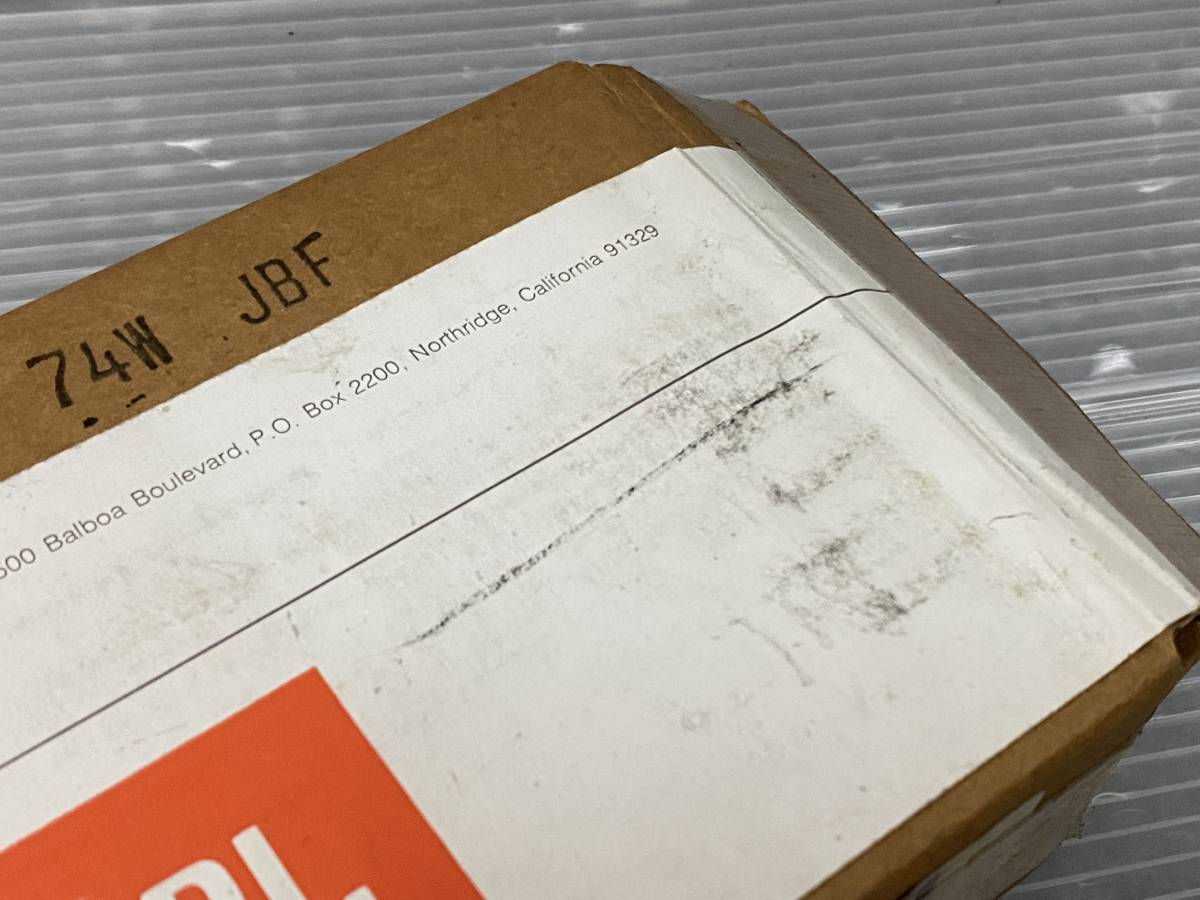 74W JBF
500 Balboa Boulevard, P.O. Box 2200, Northridge, California 91329